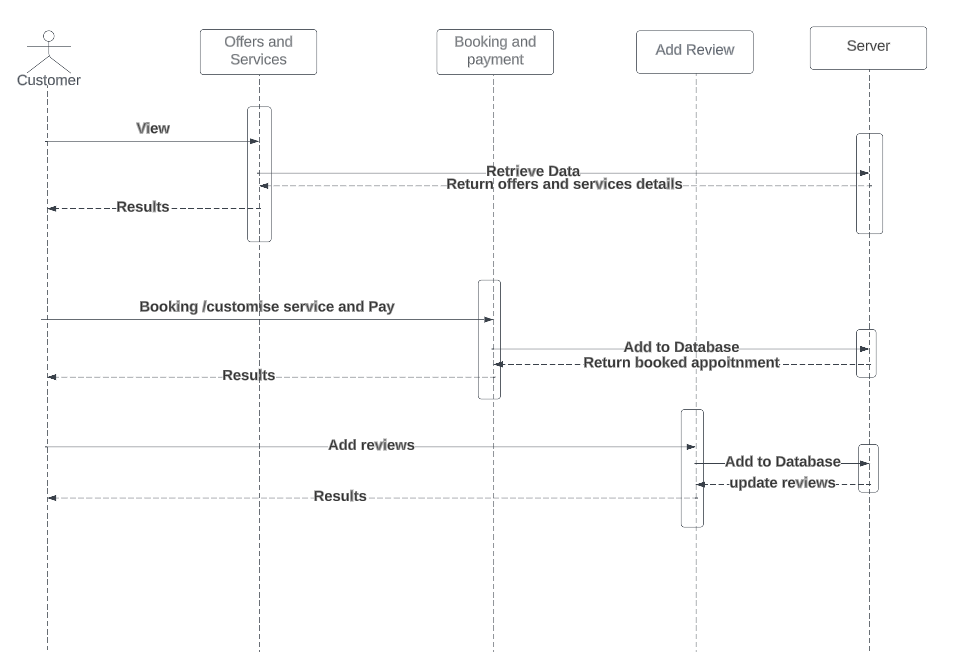 Offers and
Services
Booking and
payment
Add Review
Server
Customer
View
Retrieve Data
Return offers and services details
Results
Booking /customise service and Pay
Add to Database
Return booked appoitnment
Results
Add reviews
Add to Database
update reviews
Results